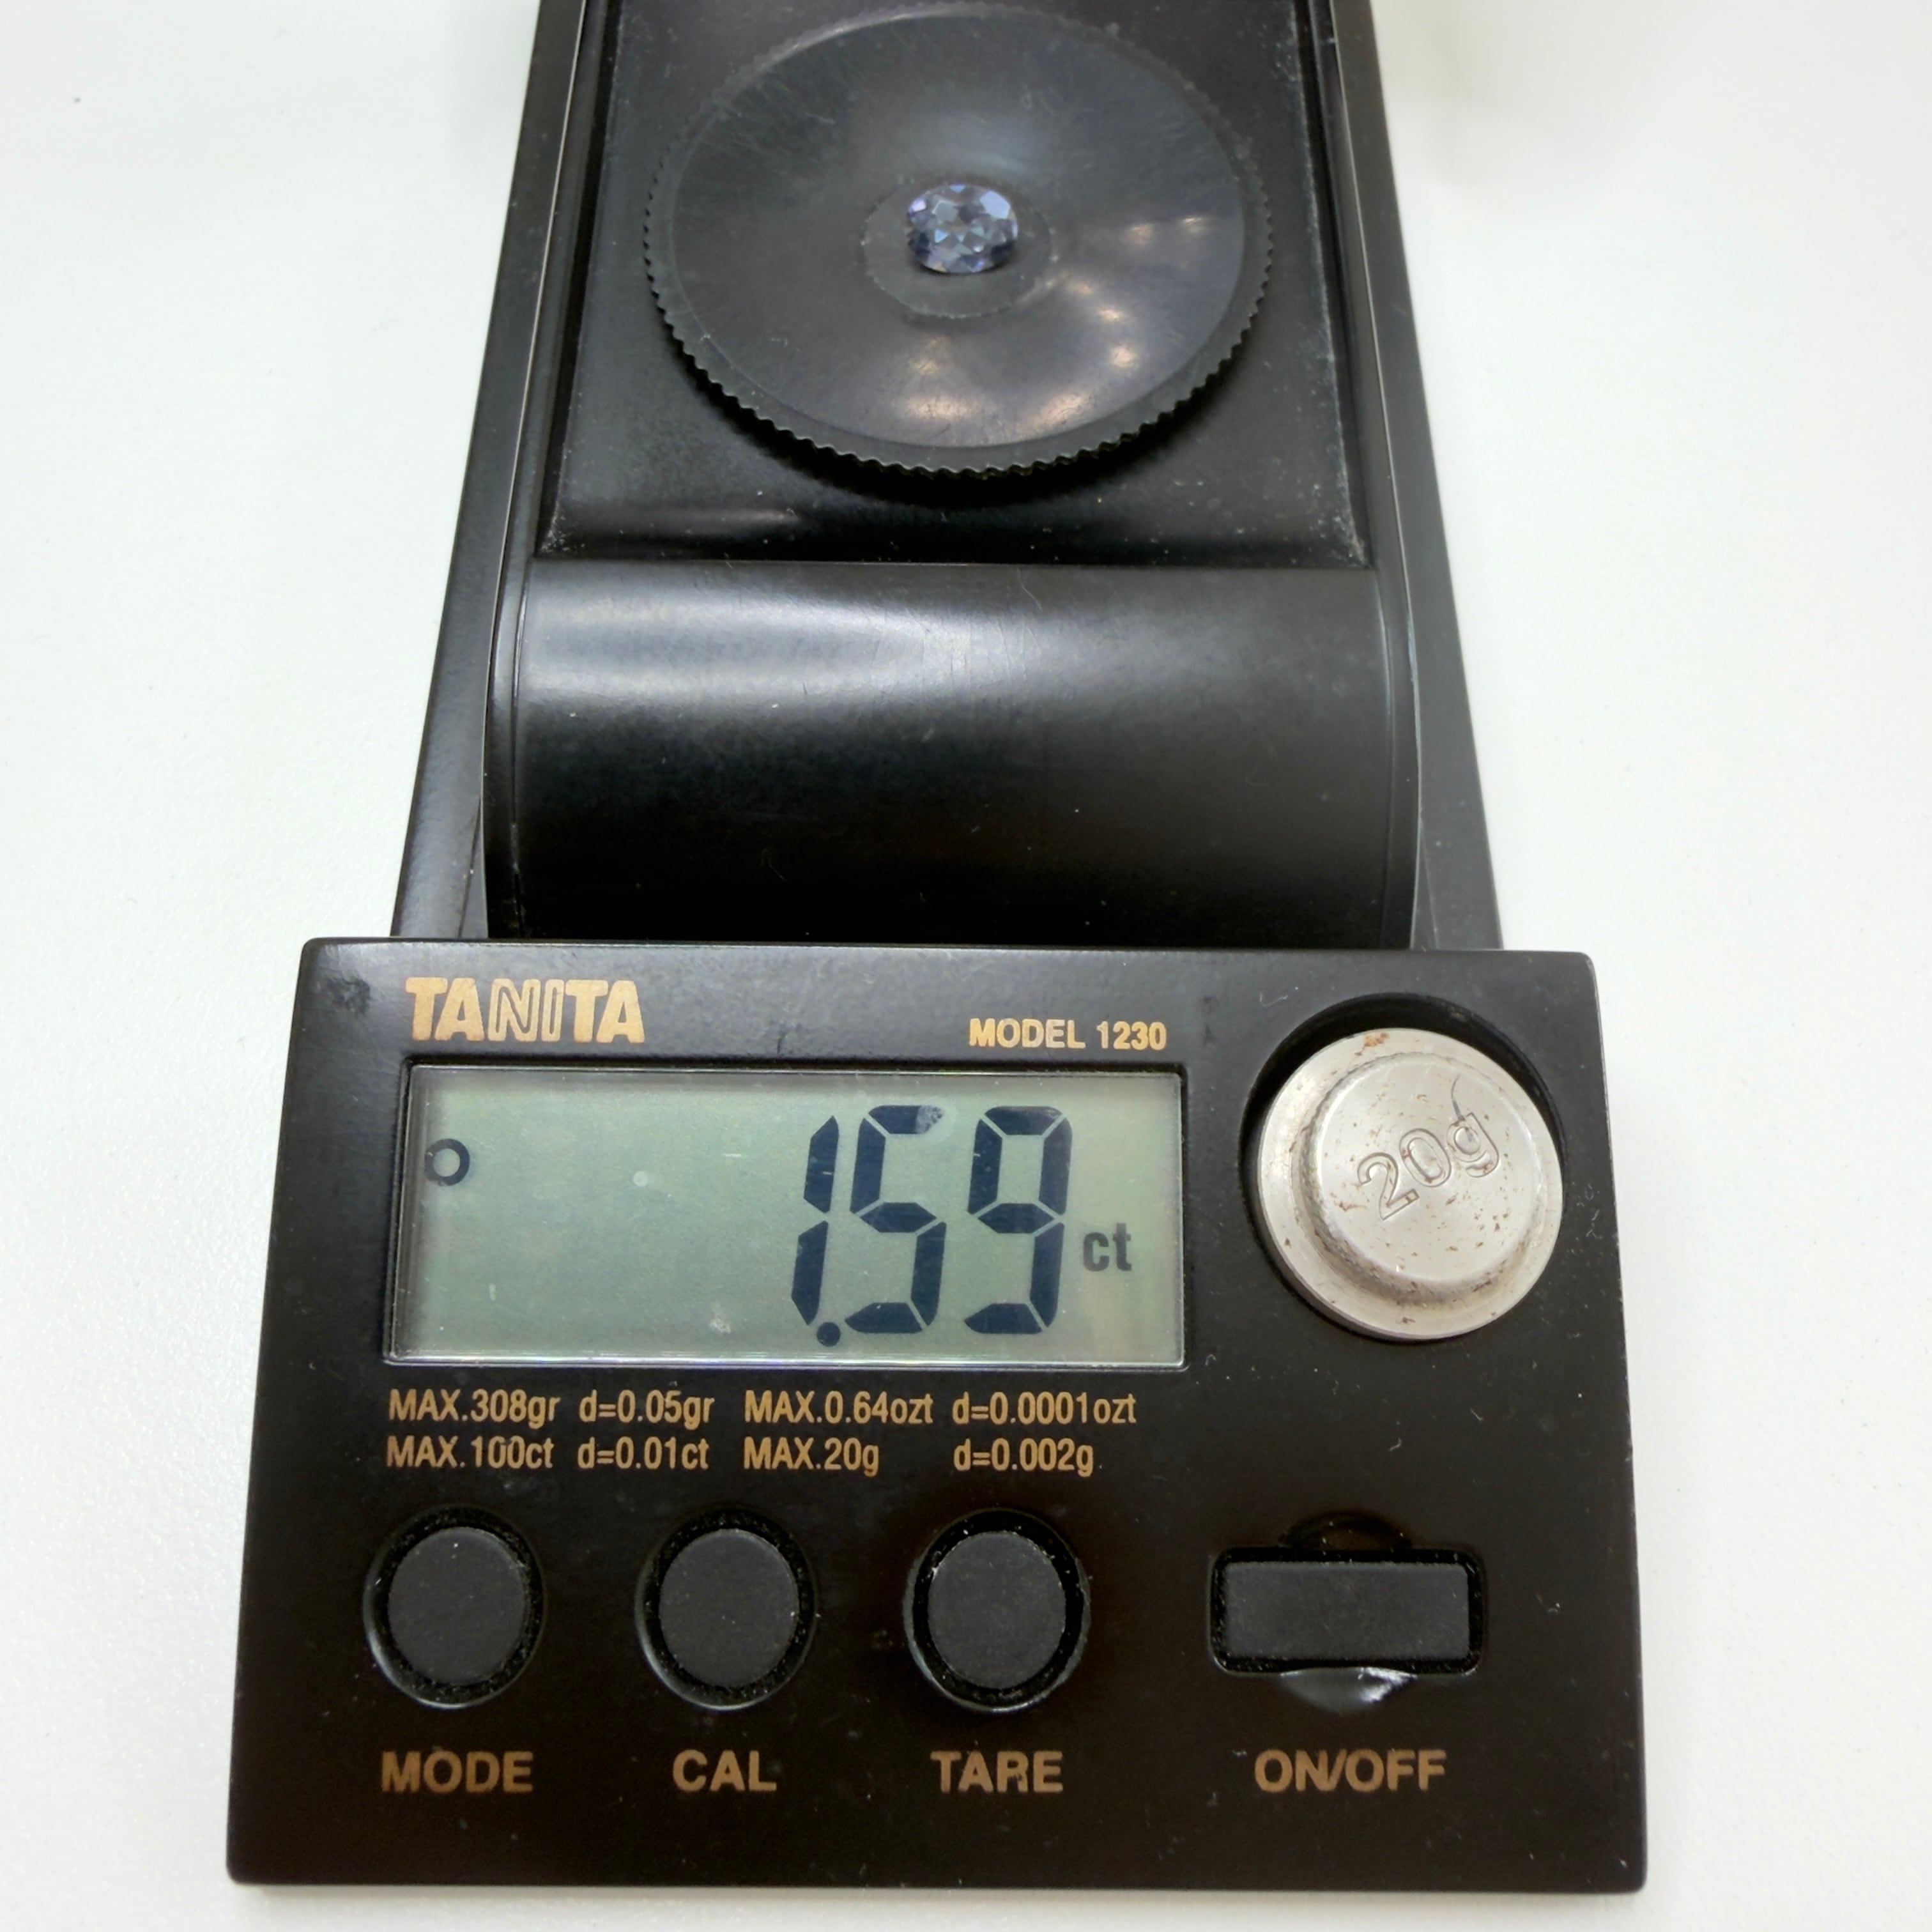 TANITA
MODEL 1230
20g
1.59 ct
MAX.308gr d=0.05gr MAX.0.64ozt d=0.0001ozt
MAX.100ct d=0.01ct MAX.20g d=0.002g
MODE CAL TARE ON/OFF